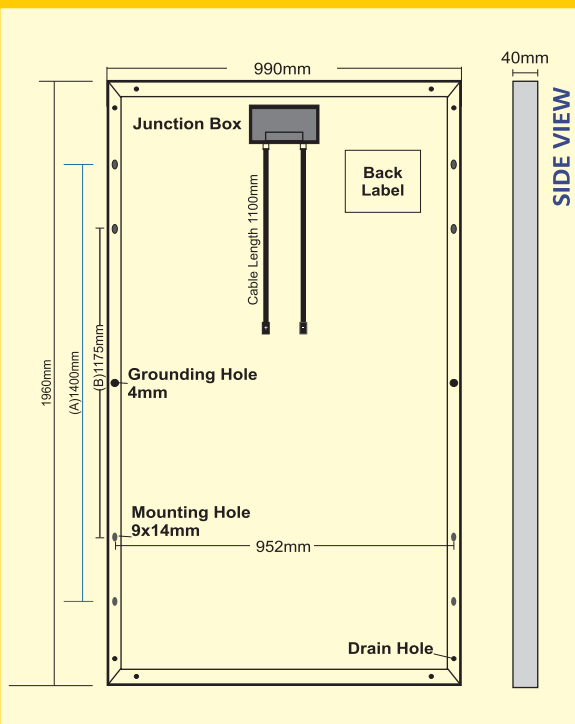 990mm
40mm
SIDE VIEW
Junction Box
Back
Label
Cable Length 1100mm
1960mm
(A)1400mm
(B)1175mm
Grounding Hole
4mm
Mounting Hole
9x14mm
952mm
Drain Hole